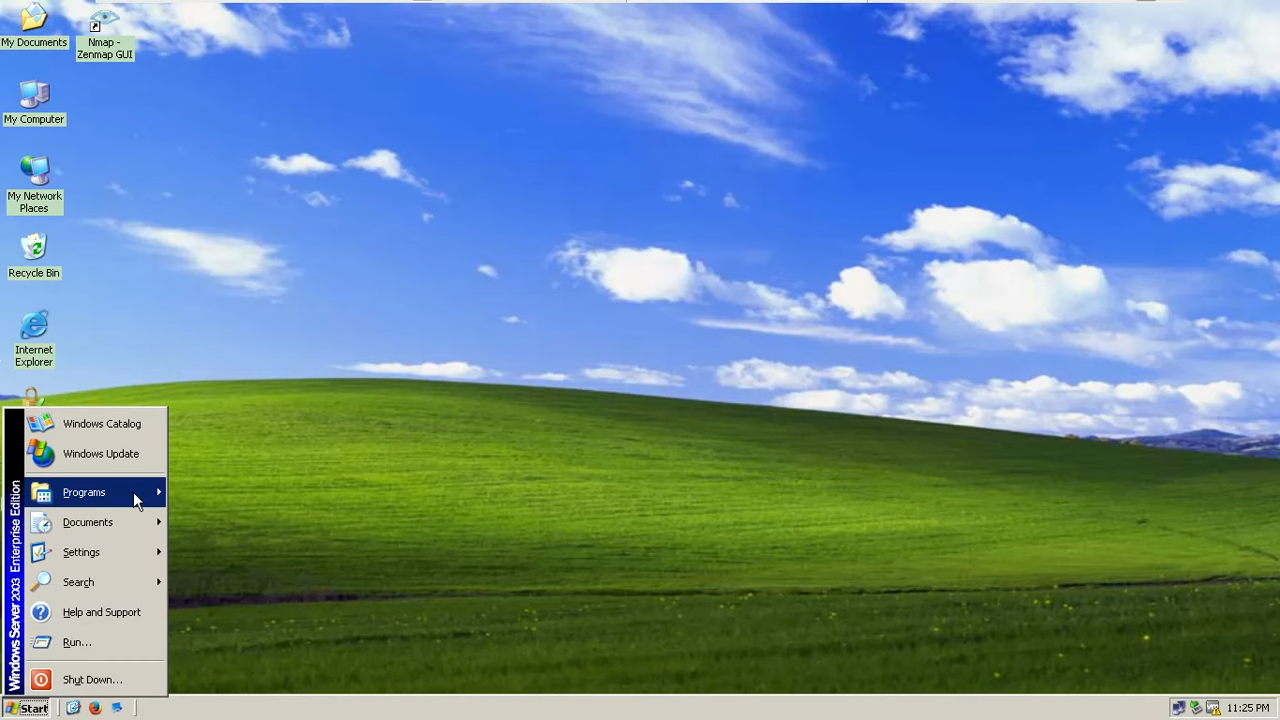 My Documents
Nmap -
Zenmap GUI
My Computer
My Network
Places
Recycle Bin
Internet
Explorer
Windows Catalog
Windows Update
Programs
Documents
Settings
Search
Help and Support
Run...
Shut Down...
Windows Server 2003 Enterprise Edition
Start
11:25 PM